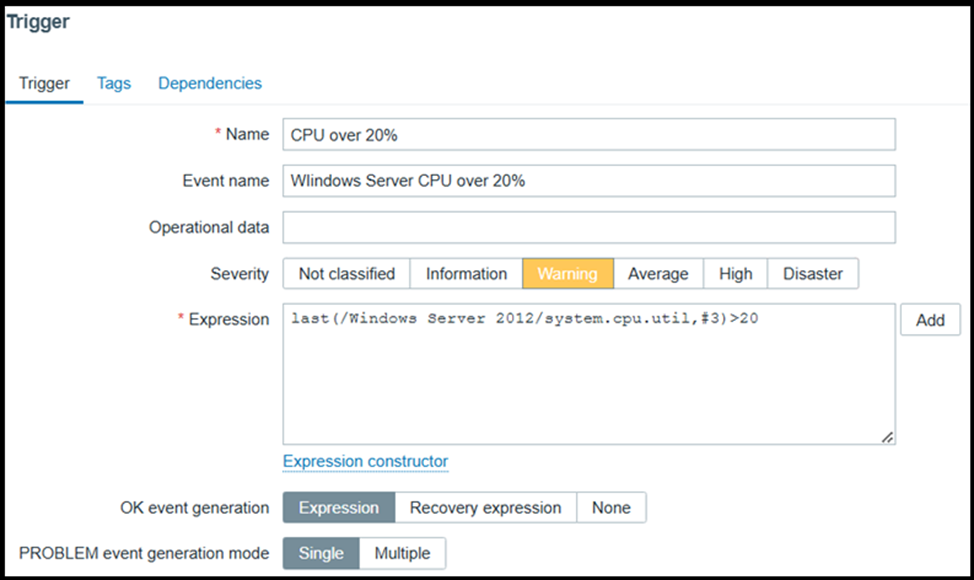 Trigger
Trigger Tags Dependencies
* Name CPU over 20%
Event name WIindows Server CPU over 20%
Operational data
Severity Not classified Information Warning Average High Disaster
* Expression last(/Windows Server 2012/system.cpu.util,#3)>20 Add
Expression constructor
OK event generation Expression Recovery expression None
PROBLEM event generation mode Single Multiple